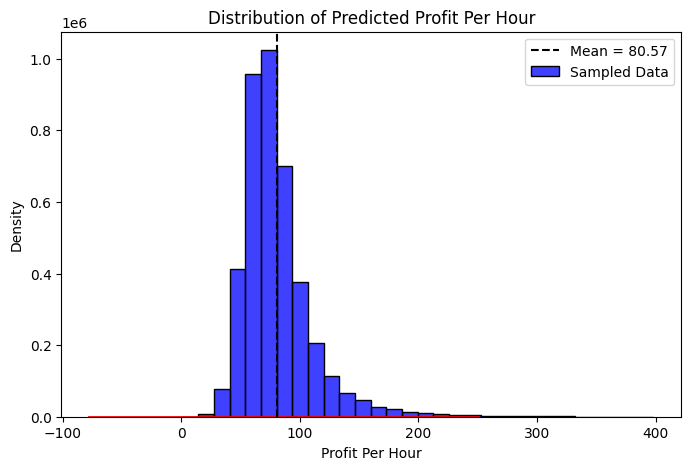 Distribution of Predicted Profit Per Hour
1e6
Mean = 80.57
Sampled Data
1.0
0.8
0.6
0.4
0.2
0.0
Density
−100
0
100
200
300
400
Profit Per Hour